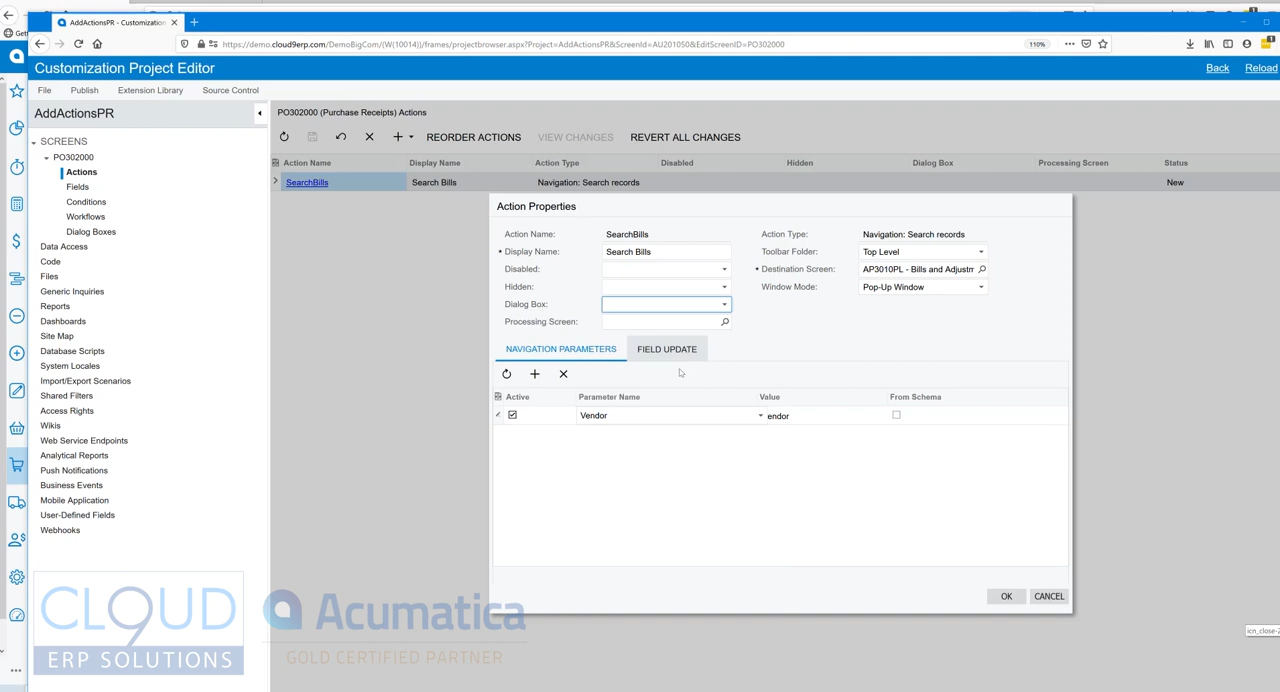 AddActionsPR - Customization
https://demo.cloud9erp.com/DemoBigCom/(W(10014))/frames/projectbrowser.aspx?Project=AddActionsPR&ScreenId=AU201050&EditScreenID=PO302000
110%
Customization Project Editor
Back
Reload
File
Publish
Extension Library
Source Control
AddActionsPR
PO302000 (Purchase Receipts) Actions
REORDER ACTIONS
VIEW CHANGES
REVERT ALL CHANGES
Action Name
Display Name
Action Type
Disabled
Hidden
Dialog Box
Processing Screen
Status
SearchBills
Search Bills
Navigation: Search records
New
SCREENS
PO302000
Actions
Fields
Conditions
Workflows
Dialog Boxes
Data Access
Code
Files
Generic Inquiries
Reports
Dashboards
Site Map
Database Scripts
System Locales
Import/Export Scenarios
Shared Filters
Access Rights
Wikis
Web Service Endpoints
Analytical Reports
Push Notifications
Business Events
Mobile Application
User-Defined Fields
Webhooks
Action Properties
Action Name: SearchBills
Action Type: Navigation: Search records
Display Name: Search Bills
Toolbar Folder: Top Level
Disabled:
Destination Screen: AP3010PL - Bills and Adjustm
Hidden:
Window Mode: Pop-Up Window
Dialog Box:
Processing Screen:
NAVIGATION PARAMETERS
FIELD UPDATE
Active
Parameter Name
Value
From Schema
Vendor
endor
OK
CANCEL
CLOUD
ERP SOLUTIONS
Acumatica
GOLD CERTIFIED PARTNER